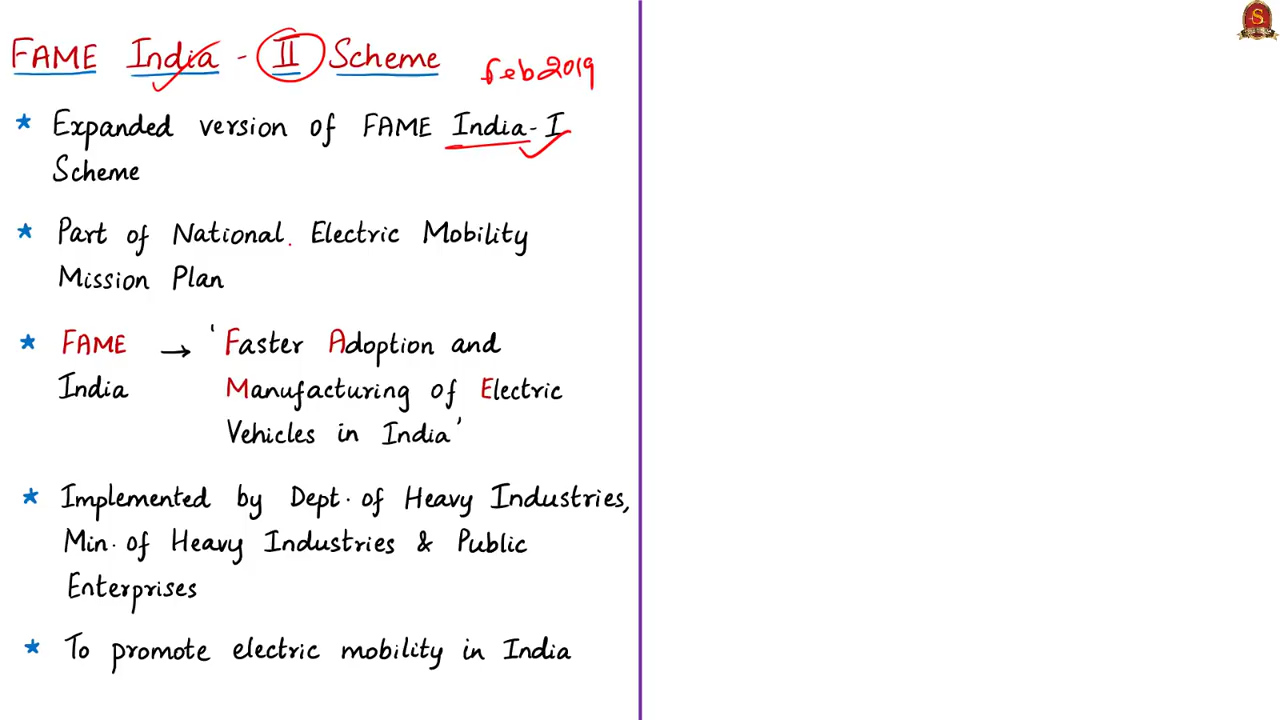 FAME India - II Scheme
Feb 2019
* Expanded version of FAME India - I
Scheme
* Part of National Electric Mobility
Mission Plan
* FAME → 'Faster Adoption and
India Manufacturing of Electric
Vehicles in India'
* Implemented by Dept. of Heavy Industries,
Min. of Heavy Industries & Public
Enterprises
* To promote electric mobility in India
S